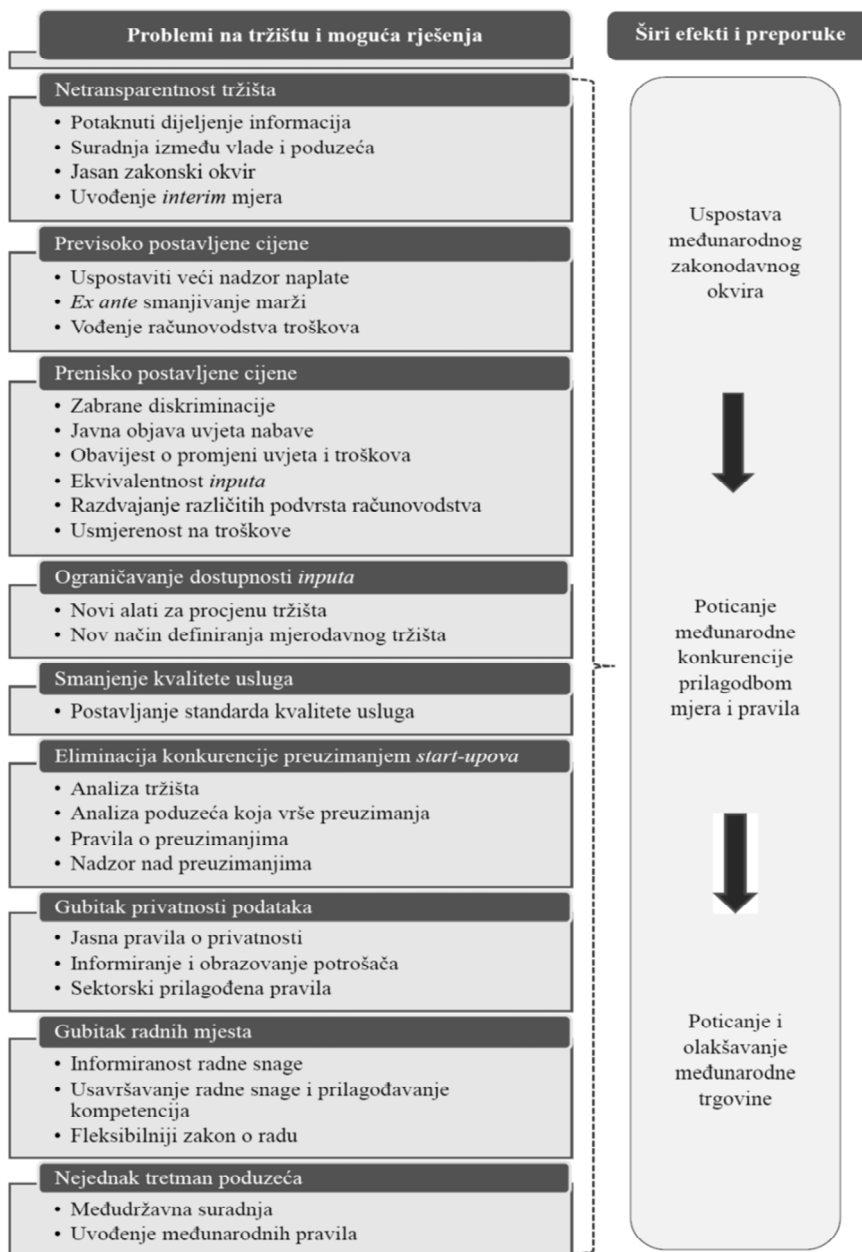 Problemi na tržištu i moguća rješenja
Netransparentnost tržišta
• Potaknuti dijeljenje informacija
• Suradnja između vlade i poduzeća
• Jasan zakonski okvir
• Uvođenje interim mjera
Previsoko postavljene cijene
• Uspostaviti veći nadzor naplate
• Ex ante smanjivanje marži
• Vođenje računovodstva troškova
Prenisko postavljene cijene
• Zabrane diskriminacije
• Javna objava uvjeta nabave
• Obavijest o promjeni uvjeta i troškova
• Ekvivalentnost inputa
• Razdvajanje različitih podvrsta računovodstva
• Usmjerenost na troškove
Ograničavanje dostupnosti inputa
• Novi alati za procjenu tržišta
• Nov način definiranja mjerodavnog tržišta
Smanjenje kvalitete usluga
• Postavljanje standarda kvalitete usluga
Eliminacija konkurencije preuzimanjem start-upova
• Analiza tržišta
• Analiza poduzeća koja vrše preuzimanja
• Pravila o preuzimanjima
• Nadzor nad preuzimanjima
Gubitak privatnosti podataka
• Jasna pravila o privatnosti
• Informiranje i obrazovanje potrošača
• Sektorski prilagođena pravila
Gubitak radnih mjesta
• Informiranost radne snage
• Usavršavanje radne snage i prilagođavanje
kompetencija
• Fleksibilniji zakon o radu
Nejednak tretman poduzeća
• Međudržavna suradnja
• Uvođenje međunarodnih pravila
Širi efekti i preporuke
Uspostava
međunarodnog
zakonodavnog
okvira
Poticanje
međunarodne
konkurencije
prilagodbom
mjera i pravila
Poticanje i
olakšavanje
međunarodne
trgovine